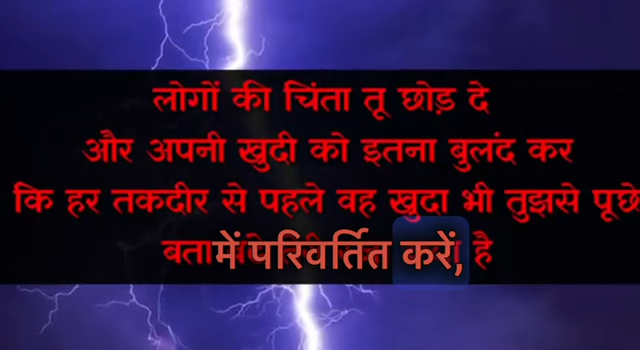 लोगों की चिंता तू छोड़ दे
और अपनी खुदी को इतना बुलंद कर
कि हर तकदीर से पहले वह खुदा भी तुझसे पूछे
बता है
में परिवर्तित करें,